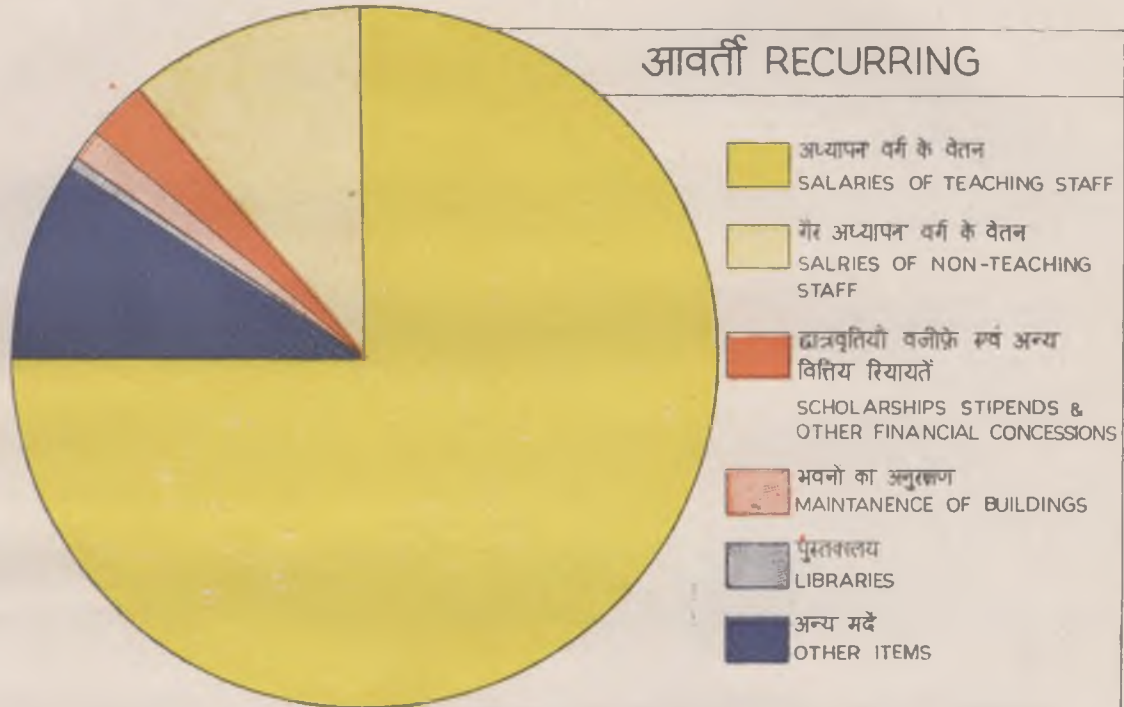 आवर्ती RECURRING
अध्यापन वर्ग के वेतन
SALARIES OF TEACHING STAFF
गैर अध्यापन वर्ग के वेतन
SALRIES OF NON-TEACHING
STAFF
छात्रवृतियाँ वजीफ़े एवं अन्य
वित्तिय रियायतें
SCHOLARSHIPS STIPENDS &
OTHER FINANCIAL CONCESSIONS
भवनो का अनुरक्षण
MAINTANENCE OF BUILDINGS
पुस्तकालय
LIBRARIES
अन्य मदें
OTHER ITEMS